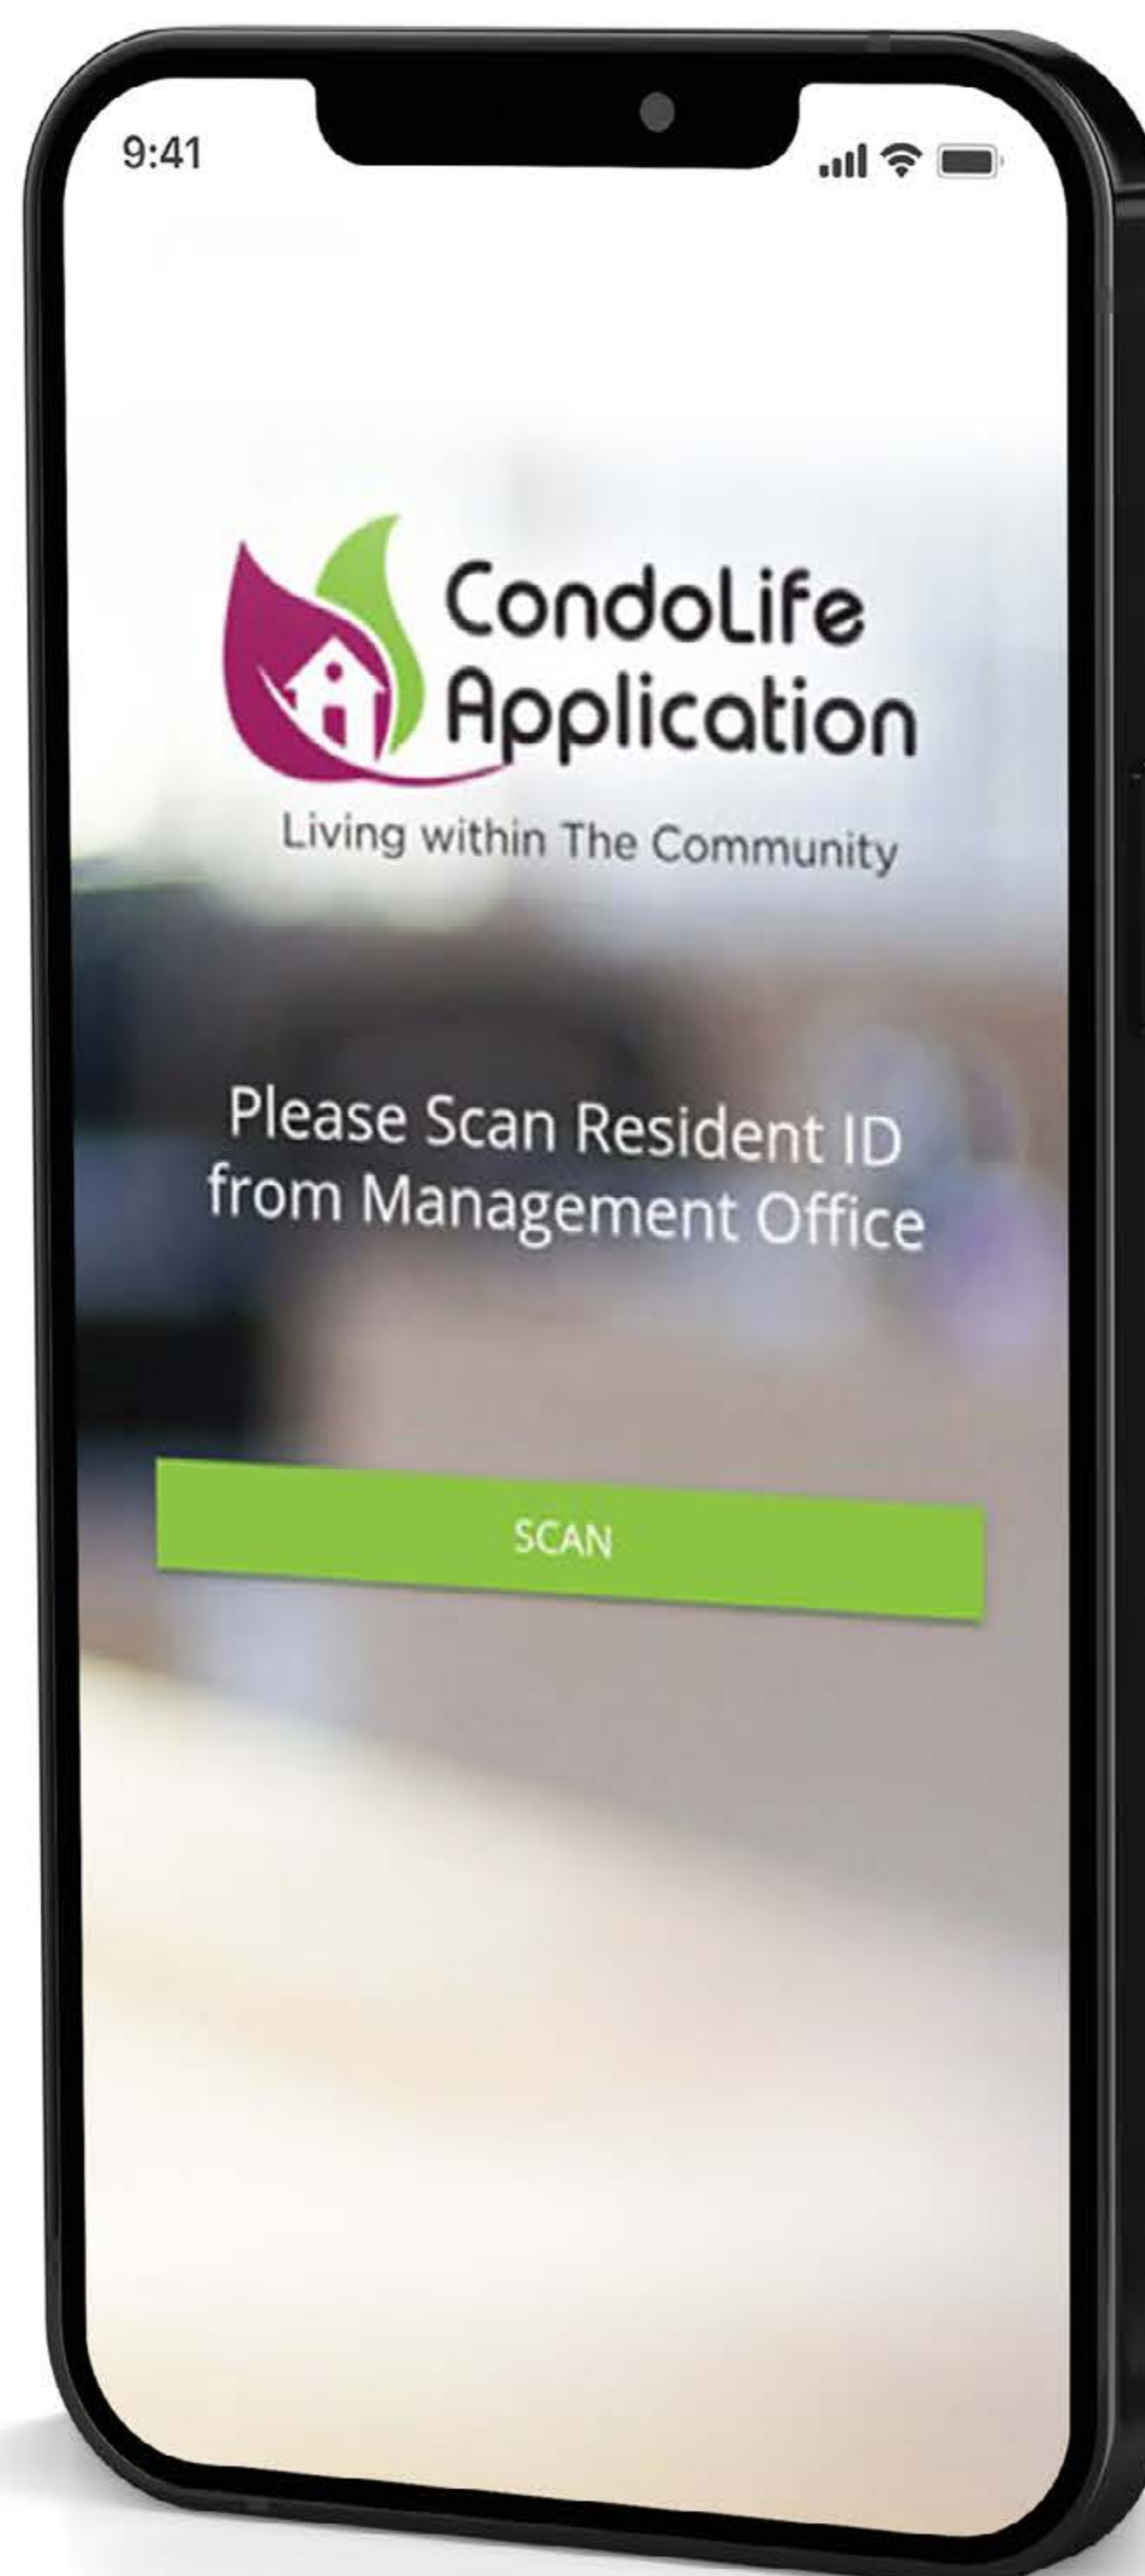 9:41
CondoLife
Application
Living within The Community
Please Scan Resident ID
from Management Office
SCAN